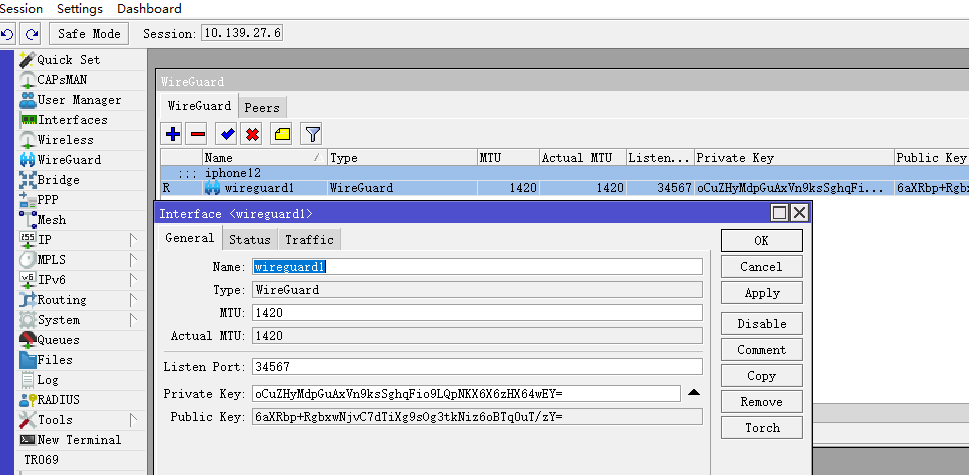 Session Settings Dashboard
Safe Mode Session: 10.139.27.6
Quick Set
CAPsMAN
User Manager
Interfaces
Wireless
WireGuard
Bridge
PPP
Mesh
IP
MPLS
IPv6
Routing
System
Queues
Files
Log
RADIUS
Tools
New Terminal
TR069
WireGuard
WireGuard Peers
Name Type MTU Actual MTU Listen... Private Key Public Key
;;; iphone12
R wireguard1 WireGuard 1420 1420 34567 oCuZHyMdpGuAxVn9ksSghqFi... 6aXRbp+Rgbx
Interface <wireguard1>
General Status Traffic
Name: wireguard1
Type: WireGuard
MTU: 1420
Actual MTU: 1420
Listen Port: 34567
Private Key: oCuZHyMdpGuAxVn9ksSghqFio9LQpNKX6X6zHX64wEY=
Public Key: 6aXRbp+RgbxwNjvC7dTiXg9sOg3tkNiz6oBTq0uT/zY=
OK
Cancel
Apply
Disable
Comment
Copy
Remove
Torch